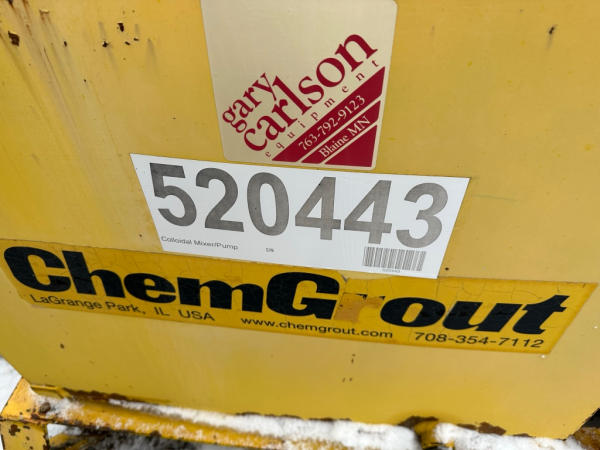 gary
carlson
equipment
763-792-9123
Blaine MN
520443
Colloidal Mixer/Pump S/N
520443
ChemGrout
LaGrange Park, IL USA www.chemgrout.com 708-354-7112